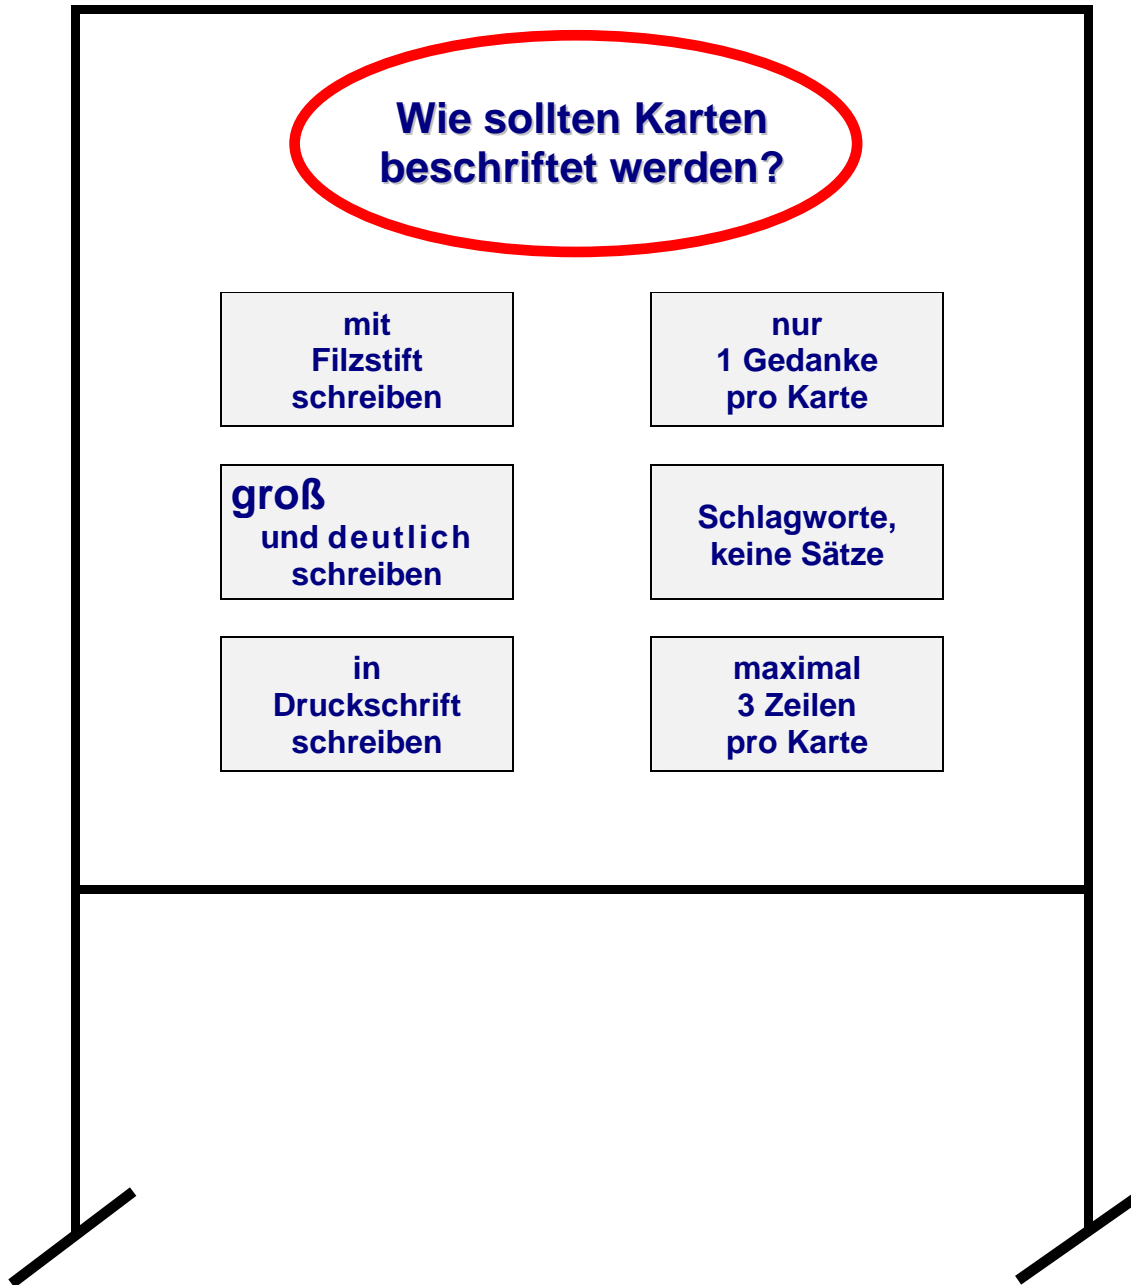 Wie sollten Karten
beschriftet werden?
mit
Filzstift
schreiben
nur
1 Gedanke
pro Karte
groß
und deutlich
schreiben
Schlagworte,
keine Sätze
in
Druckschrift
schreiben
maximal
3 Zeilen
pro Karte